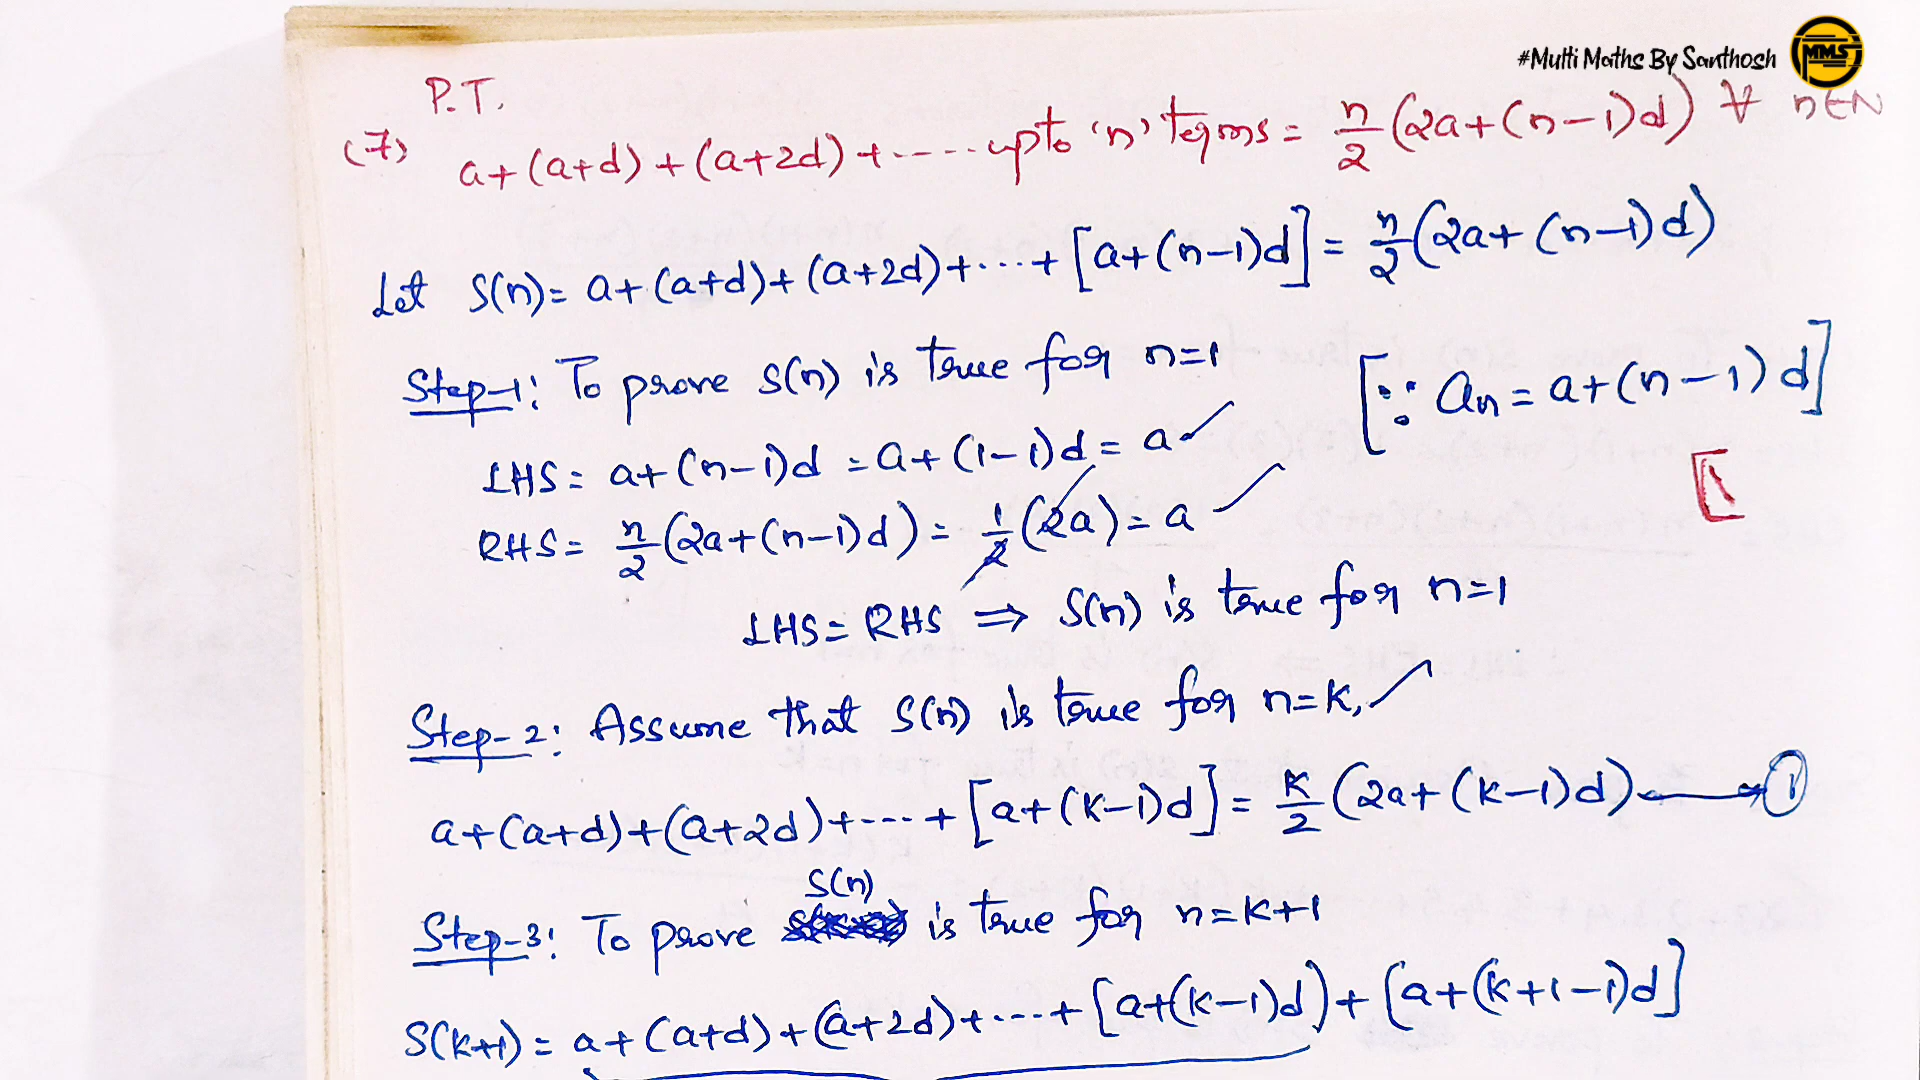 #Multi Maths By Santhosh
MMS
P.T.
(7) a+(a+d)+(a+2d)+-----upto 'n' terms = n/2 (2a+(n-1)d) ∀ n∈N
Let S(n)= a+(a+d)+(a+2d)+...+[a+(n-1)d] = n/2 (2a+(n-1)d)
Step-1: To prove S(n) is true for n=1
[∵ an = a+(n-1)d]
LHS = a+(n-1)d = a+(1-1)d = a✓
RHS = n/2 (2a+(n-1)d) = 1/2 (2a) = a ✓
LHS = RHS ⇒ S(n) is true for n=1
Step-2: Assume that S(n) is true for n=k, ✓
a+(a+d)+(a+2d)+---+[a+(k-1)d] = k/2 (2a+(k-1)d) → ①
S(n)
Step-3: To prove is true for n=k+1
S(k+1) = a+(a+d)+(a+2d)+---+[a+(k-1)d]+[a+(k+1-1)d]